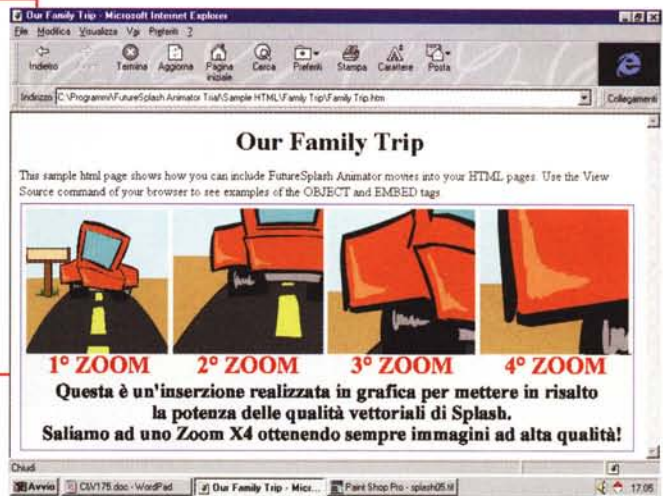 Our Family Trip - Microsoft Internet Explorer
File Modifica Visualizza Vai Preferiti ?
Indietro Termina Aggiorna Pagina iniziale Cerca Preferiti Stampa Carattere Posta
Indirizzo C:\Programmi\FutureSplash Animator Trial\Sample HTML\Family Trip\Family Trip.htm Collegamenti
Our Family Trip
This sample html page shows how you can include FutureSplash Animator movies into your HTML pages. Use the View
Source command of your browser to see examples of the OBJECT and EMBED tags
1° ZOOM 2° ZOOM 3° ZOOM 4° ZOOM
Questa è un'inserzione realizzata in grafica per mettere in risalto
la potenza delle qualità vettoriali di Splash.
Saliamo ad uno Zoom X4 ottenendo sempre immagini ad alta qualità!
Chiudi
Avvio C&V175.doc - WordPad Our Family Trip - Micr... Paint Shop Pro - splash05.tif 17.05